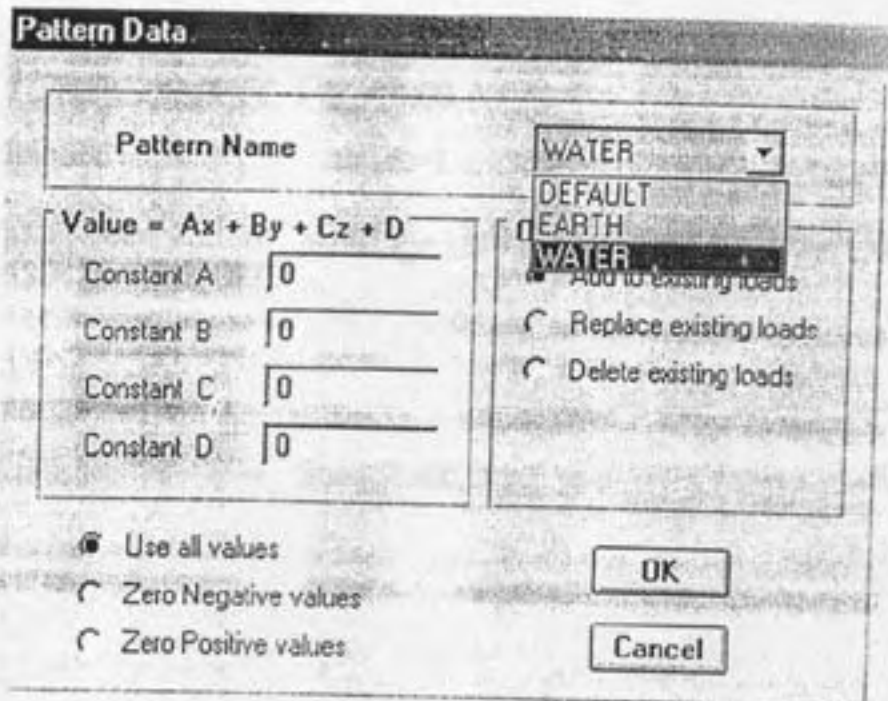 Pattern Data
Pattern Name
WATER
DEFAULT
EARTH
WATER
Value = Ax + By + Cz + D
Constant A 0
Constant B 0
Constant C 0
Constant D 0
Add to existing loads
Replace existing loads
Delete existing loads
Use all values
Zero Negative values
Zero Positive values
OK
Cancel